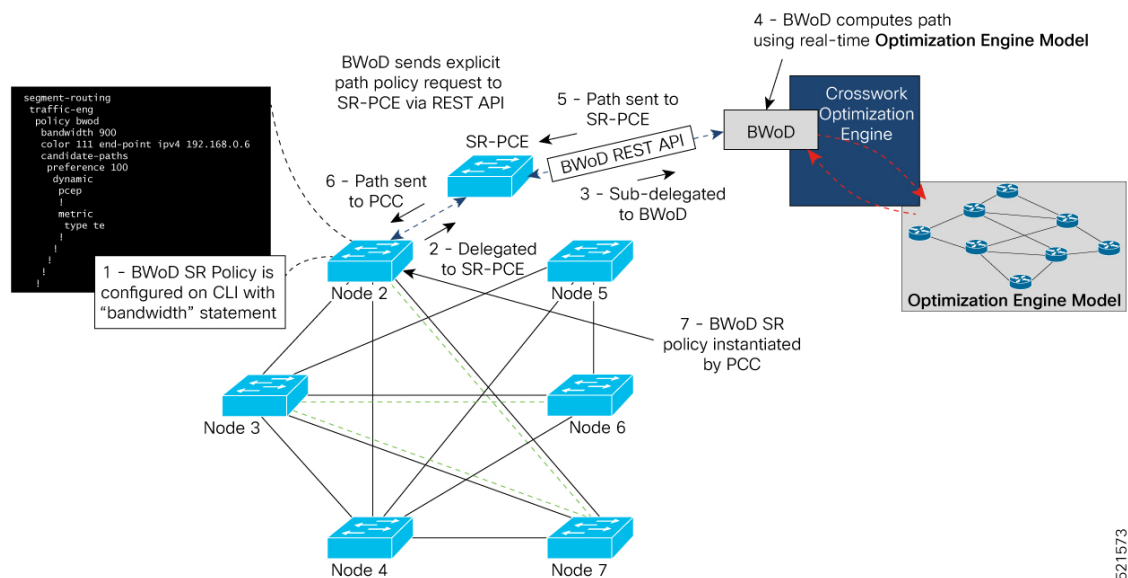 4 - BWoD computes path
using real-time Optimization Engine Model
BWoD sends explicit
path policy request to
SR-PCE via REST API
segment-routing
traffic-eng
policy bwod
bandwidth 900
color 111 end-point ipv4 192.168.0.6
candidate-paths
preference 100
dynamic
pcep
!
metric
type te
!
!
!
!
!
5 - Path sent to
SR-PCE
Crosswork
Optimization
Engine
BWoD
SR-PCE
BWoD REST API
6 - Path sent
to PCC
3 - Sub-delegated
to BWoD
2 - Delegated
to SR-PCE
1 - BWoD SR Policy is
configured on CLI with
"bandwidth" statement
Node 2
Node 5
Optimization Engine Model
7 - BWoD SR
policy instantiated
by PCC
Node 3
Node 6
Node 4
Node 7
521573